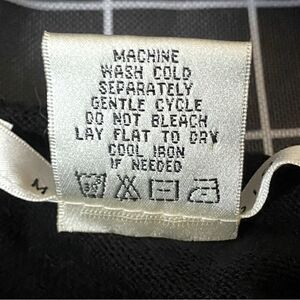 MACHINE
WASH COLD
SEPARATELY
GENTLE CYCLE
DO NOT BLEACH
LAY FLAT TO DRY
COOL IRON
IF NEEDED
M